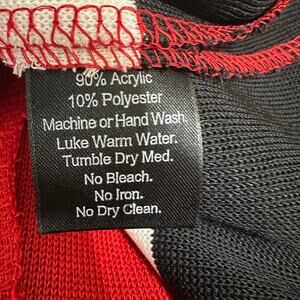 90% Acrylic
10% Polyester
Machine or Hand Wash
Luke Warm Water.
Tumble Dry Med.
No Bleach.
No Iron.
No Dry Clean.